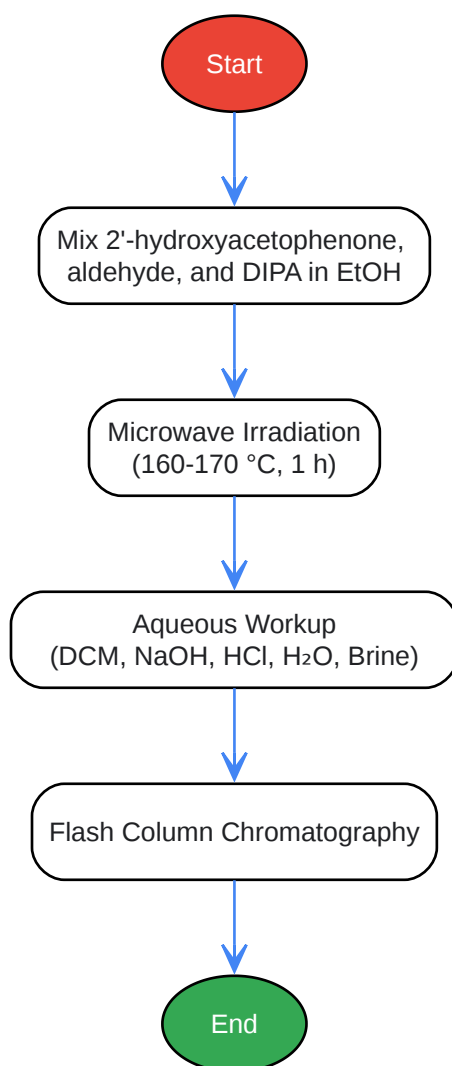 Start
Mix 2'-hydroxyacetophenone,
aldehyde, and DIPA in EtOH
Microwave Irradiation
(160-170 °C, 1 h)
Aqueous Workup
(DCM, NaOH, HCl, H₂O, Brine)
Flash Column Chromatography
End